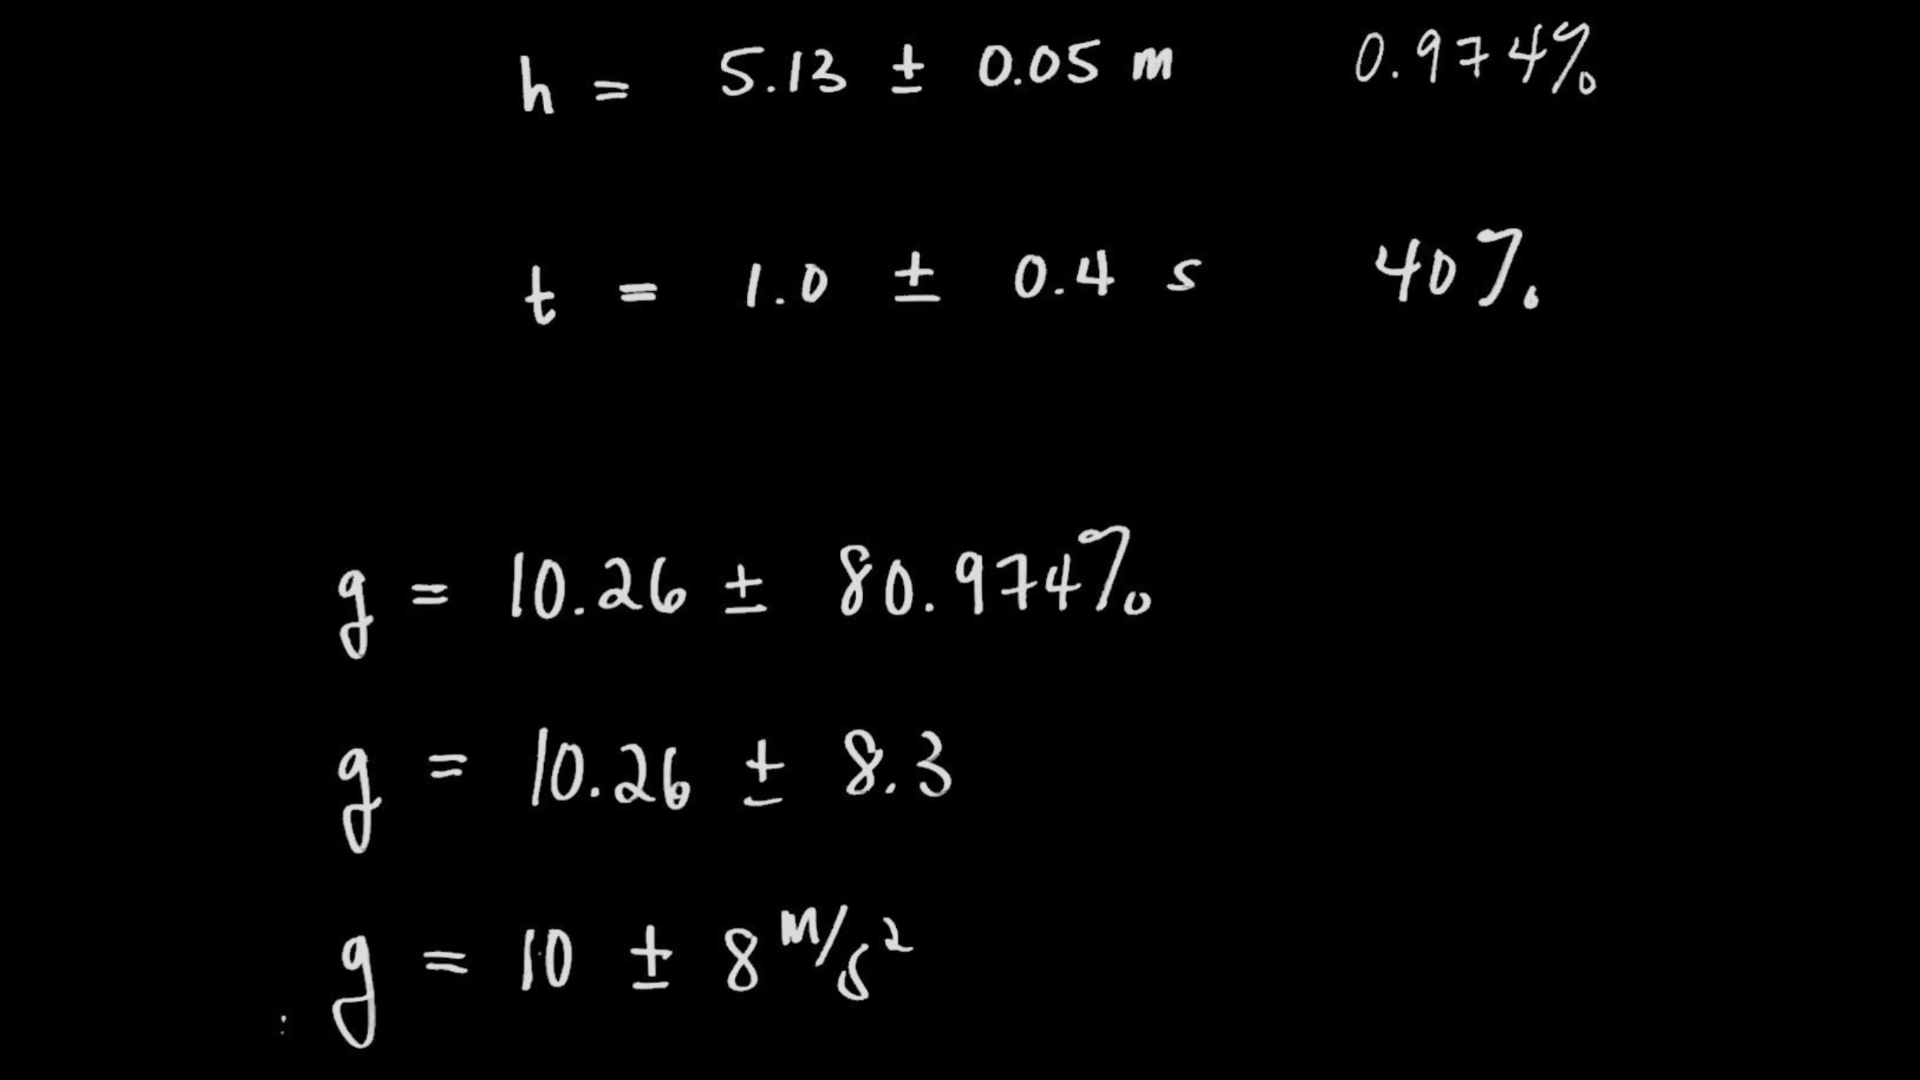 h = 5.13 ± 0.05 m 0.974%
t = 1.0 ± 0.4 s 40%
g = 10.26 ± 80.974%
g = 10.26 ± 8.3
g = 10 ± 8 m/s²